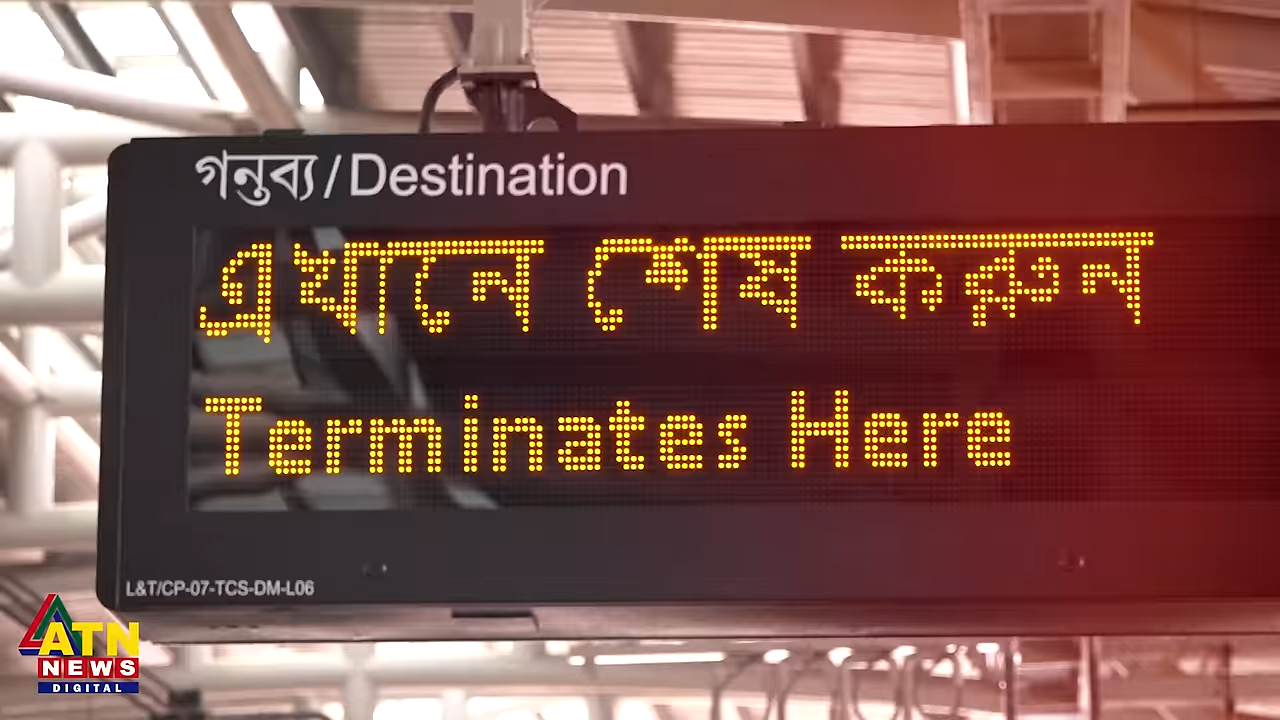 গন্তব্য/Destination
এখানে শেষ করুন
Terminates Here
L&T/CP-07-TCS-DM-L06
ATN
NEWS
DIGITAL